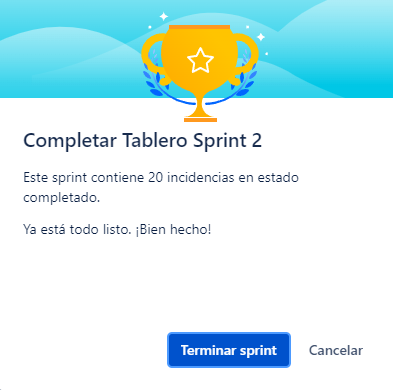 Completar Tablero Sprint 2
Este sprint contiene 20 incidencias en estado
completado.
Ya está todo listo. ¡Bien hecho!
Terminar sprint
Cancelar